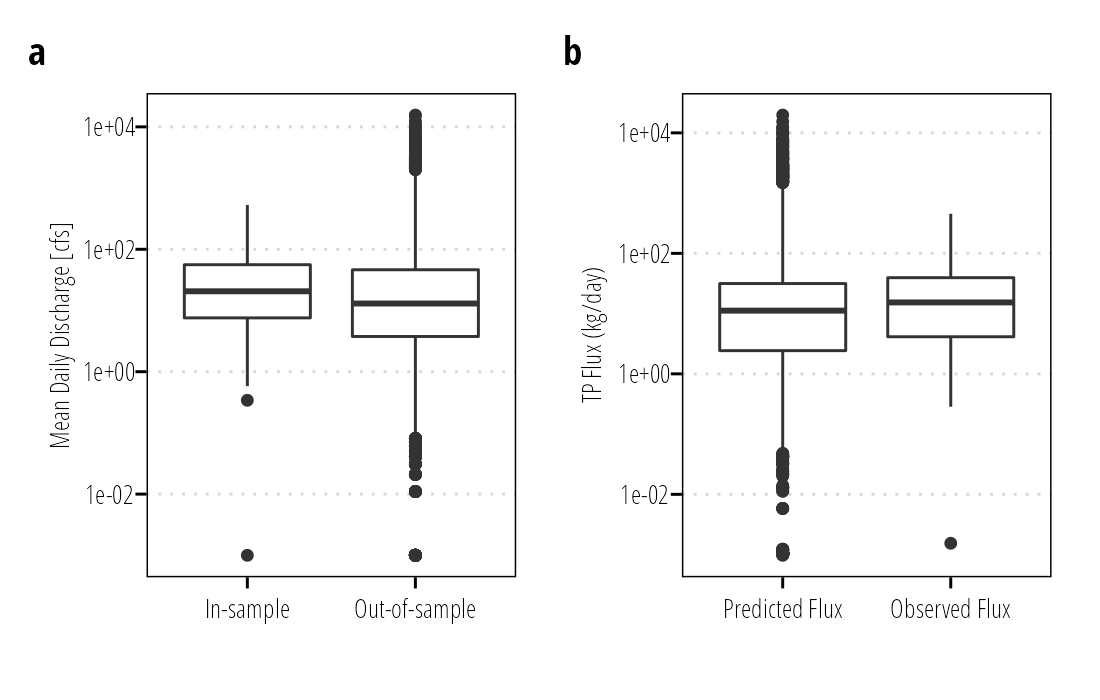 a
Mean Daily Discharge [cfs]
1e+04
1e+02
1e+00
1e-02
In-sample
Out-of-sample
b
TP Flux (kg/day)
1e+04
1e+02
1e+00
1e-02
Predicted Flux
Observed Flux